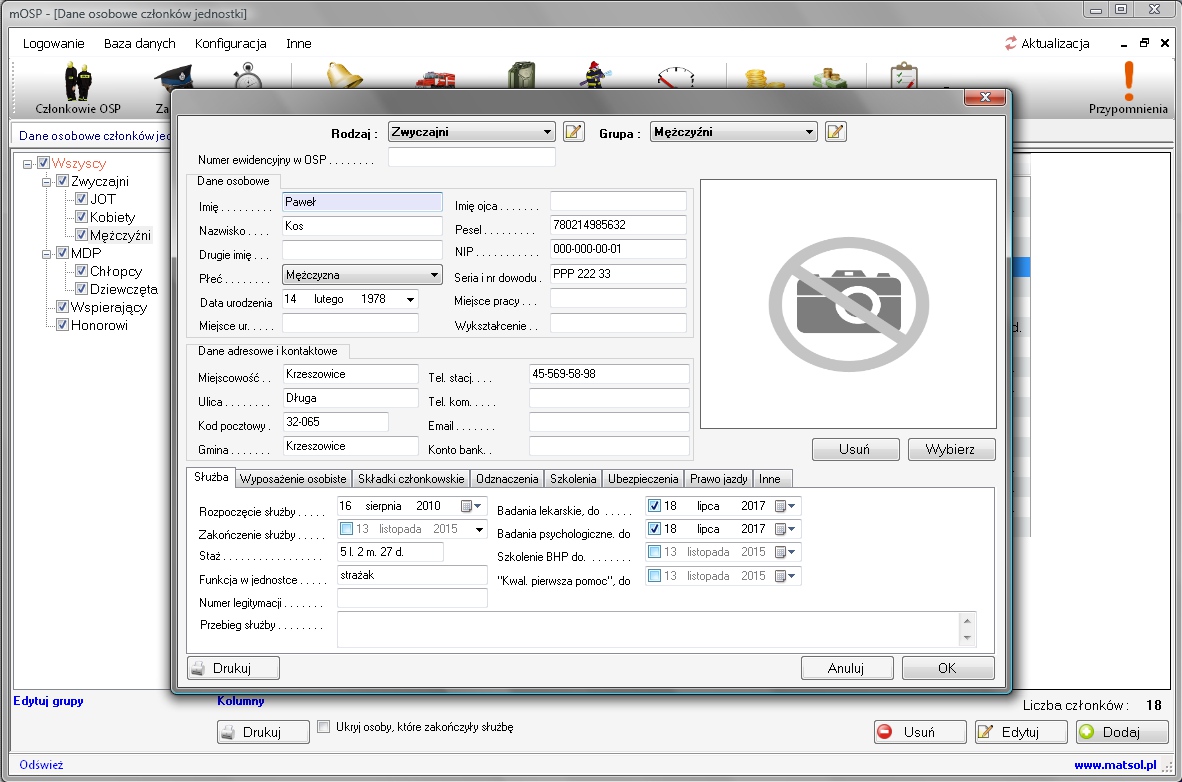 mOSP - [Dane osobowe członków jednostki]
Logowanie Baza danych Konfiguracja Inne Aktualizacja
Członkowie OSP Za Przypomnienia
Dane osobowe członków jed
Wszyscy
Zwyczajni
JOT
Kobiety
Mężczyźni
MDP
Chłopcy
Dziewczęta
Wspierający
Honorowi
d.
Rodzaj : Zwyczajni Grupa : Mężczyźni
Numer ewidencyjny w OSP . . . . . . . .
Dane osobowe
Imię . . . . . . . . . Paweł Imię ojca . . . . . . .
Nazwisko . . . . Kos Pesel . . . . . . . . . 780214985632
Drugie imię . . . NIP . . . . . . . . . . . 000-000-00-01
Płeć . . . . . . . . . Mężczyzna Seria i nr dowodu . PPP 222 33
Data urodzenia 14 lutego 1978 Miejsce pracy . . .
Miejsce ur. . . . . Wykształcenie . .
Dane adresowe i kontaktowe
Miejscowość . . Krzeszowice Tel. stacj. . . . 45-569-58-98
Ulica . . . . . . . . Długa Tel. kom. . . . .
Kod pocztowy . 32-065 Email . . . . . . .
Gmina . . . . . . . Krzeszowice Konto bank. .
Usuń Wybierz
Służba Wyposażenie osobiste Składki członkowskie Odznaczenia Szkolenia Ubezpieczenia Prawo jazdy Inne
Rozpoczęcie służby . . . . . 16 sierpnia 2010 Badania lekarskie, do . . . . . 18 lipca 2017
Zakończenie służby . . . . . 13 listopada 2015 Badania psychologiczne. do 18 lipca 2017
Staż . . . . . . . . . . . . . . . . 5 l. 2 m. 27 d. Szkolenie BHP do. . . . . . . . 13 listopada 2015
Funkcja w jednostce . . . . . strażak "Kwal. pierwsza pomoc", do 13 listopada 2015
Numer legitymacji . . . . . . .
Przebieg służby . . . . . . . .
Drukuj Anuluj OK
Edytuj grupy Kolumny Liczba członków : 18
Drukuj Ukryj osoby, które zakończyły służbę Usuń Edytuj Dodaj
Odśwież www.matsol.pl